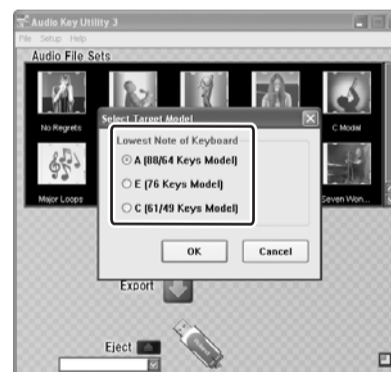 Audio Key Utility 3
File Setup Help
Audio File Sets
No Regrets
C Modal
Major Loops
Seven Won...
Select Target Model
Lowest Note of Keyboard
A (88/64 Keys Model)
E (76 Keys Model)
C (61/49 Keys Model)
OK Cancel
Export
Eject